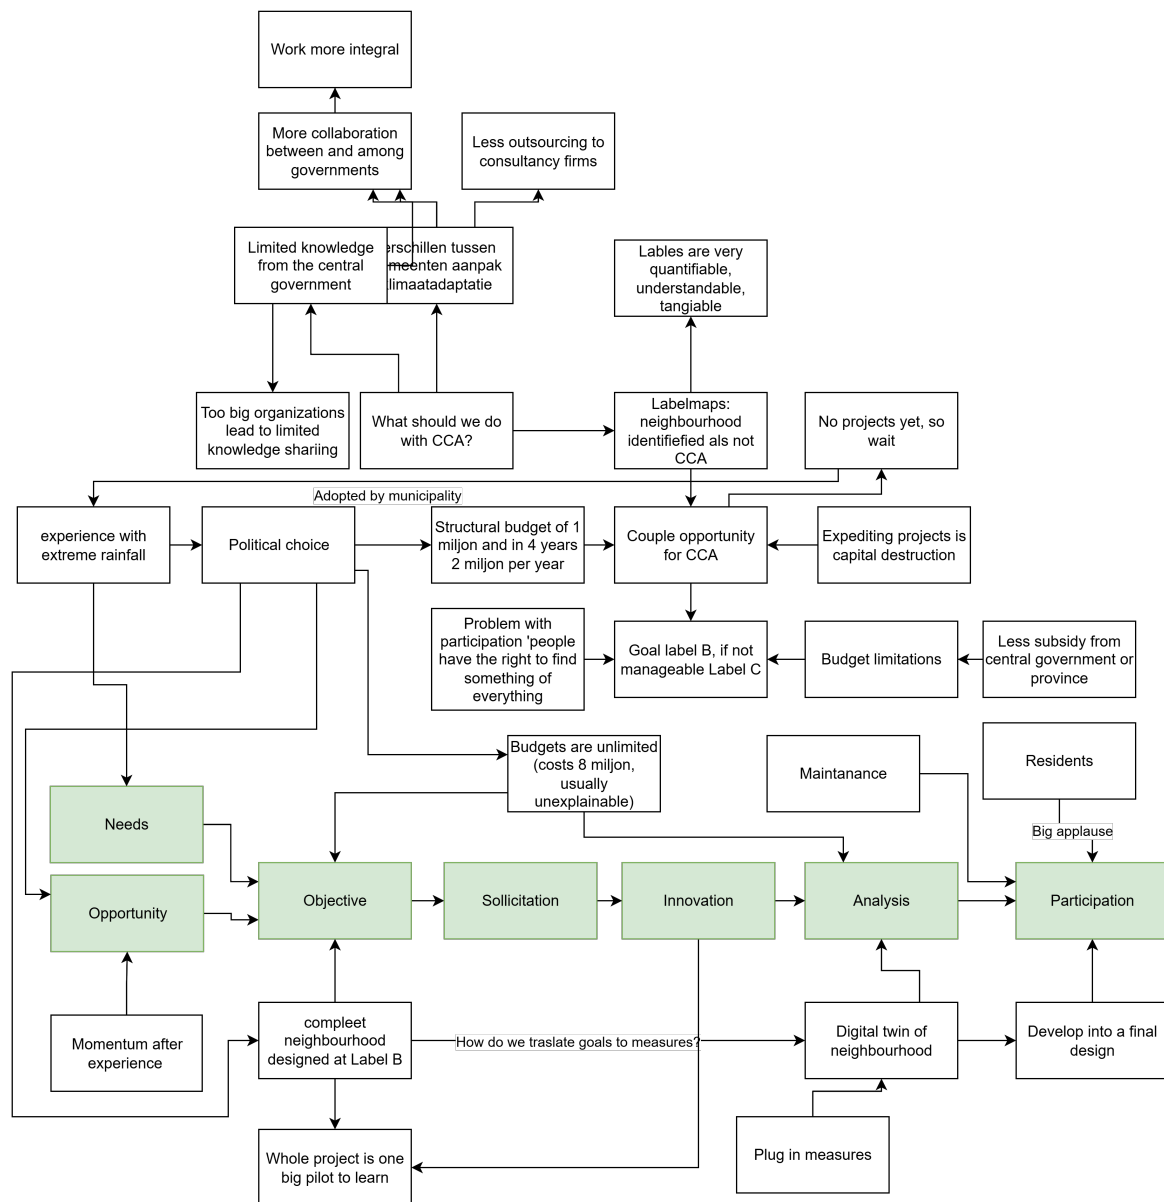 Work more integral
More collaboration
between and among
governments
Less outsourcing to
consultancy firms
Limited knowledge
from the central
government
erschillen tussen
meenten aanpak
limaatadaptatie
Lables are very
quantifiable,
understandable,
tangiable
Too big organizations
lead to limited
knowledge shariing
What should we do
with CCA?
Labelmaps:
neighbourhood
identifiefied als not
CCA
No projects yet, so
wait
Adopted by municipality
experience with
extreme rainfall
Political choice
Structural budget of 1
miljon and in 4 years
2 miljon per year
Couple opportunity
for CCA
Expediting projects is
capital destruction
Problem with
participation 'people
have the right to find
something of
everything
Goal label B, if not
manageable Label C
Budget limitations
Less subsidy from
central government or
province
Budgets are unlimited
(costs 8 miljon,
usually
unexplainable)
Maintanance
Residents
Big applause
Needs
Opportunity
Objective
Sollicitation
Innovation
Analysis
Participation
Momentum after
experience
compleet
neighbourhood
designed at Label B
How do we traslate goals to measures?
Digital twin of
neighbourhood
Develop into a final
design
Whole project is one
big pilot to learn
Plug in measures